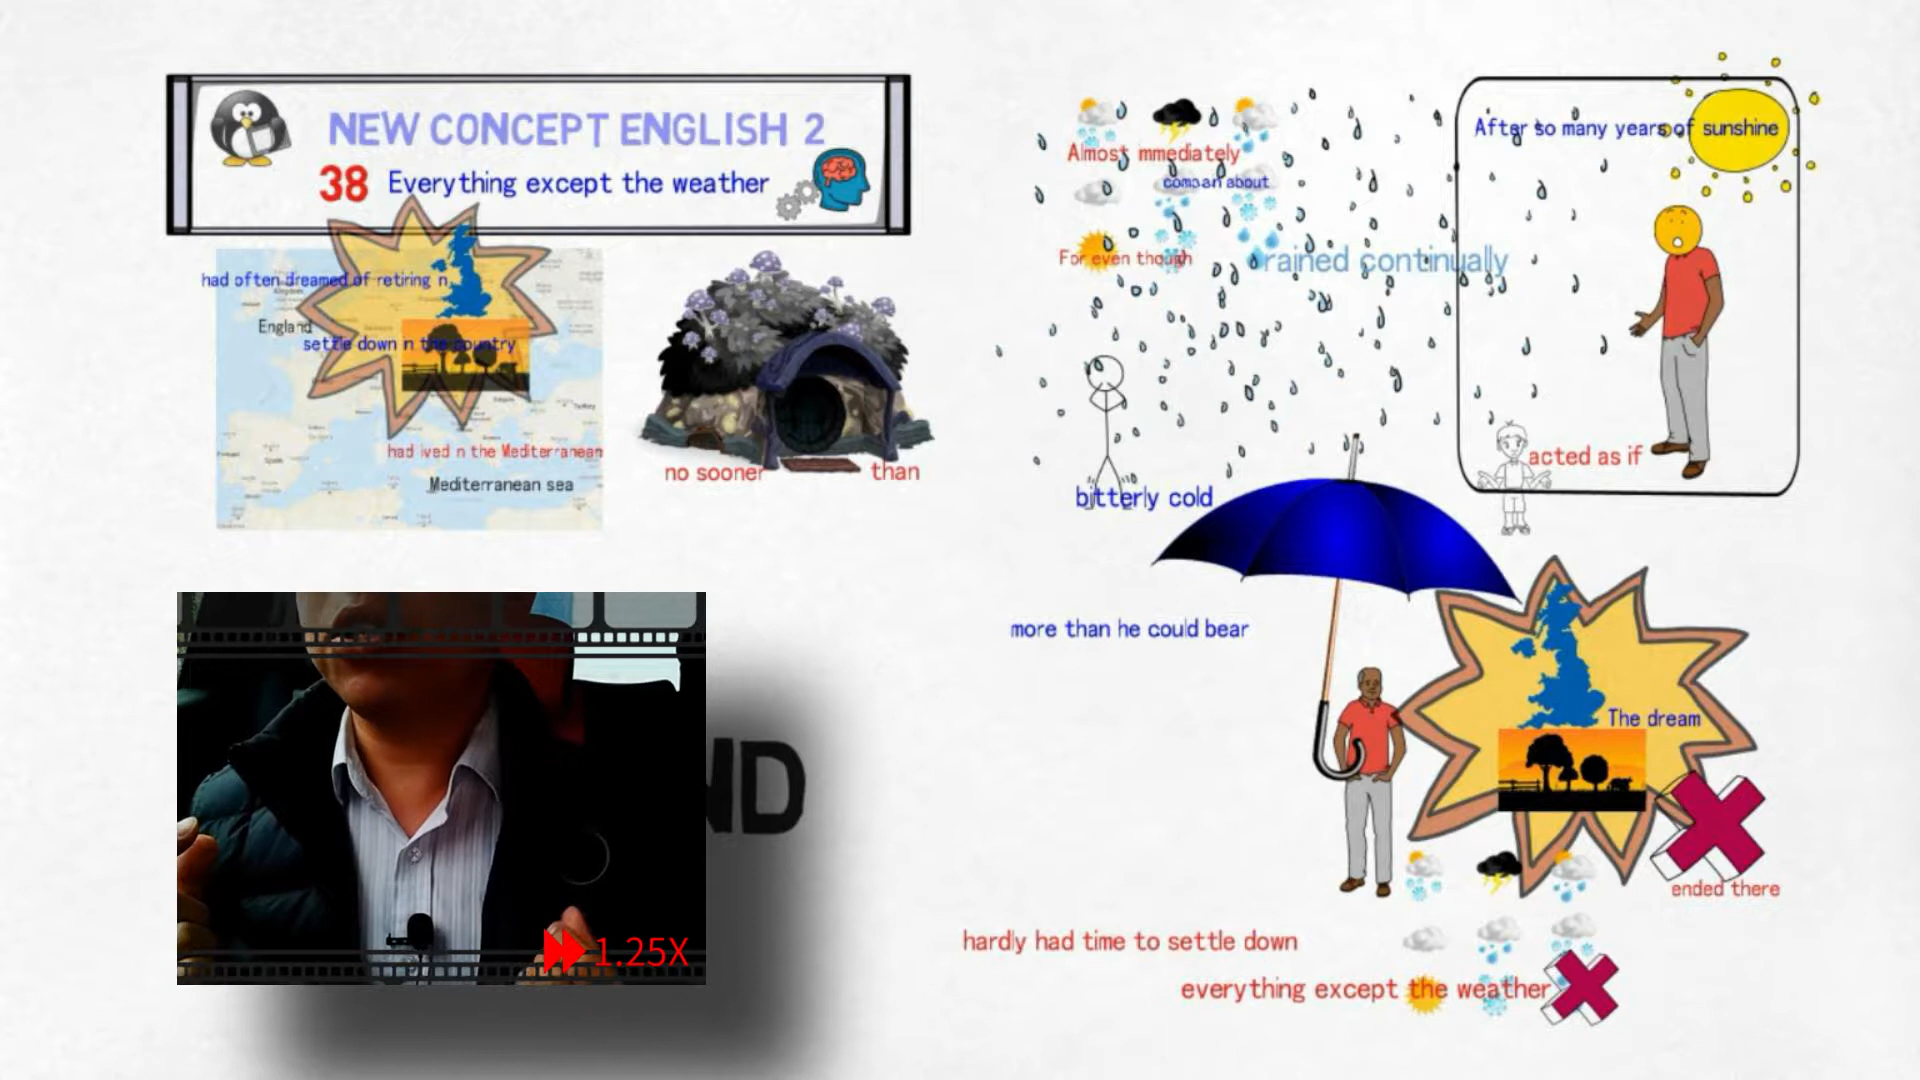 NEW CONCEPT ENGLISH 2
38 Everything except the weather
had often dreamed of retiring n
England
settle down n the country
had ived n the Mediterranean
Mediterranean sea
no sooner than
ND
1.25X
Almost mmediately
about
For even though
rained continually
After so many years of sunshine
acted as if
bitterly cold
more than he could bear
The dream
ended there
hardly had time to settle down
everything except the weather